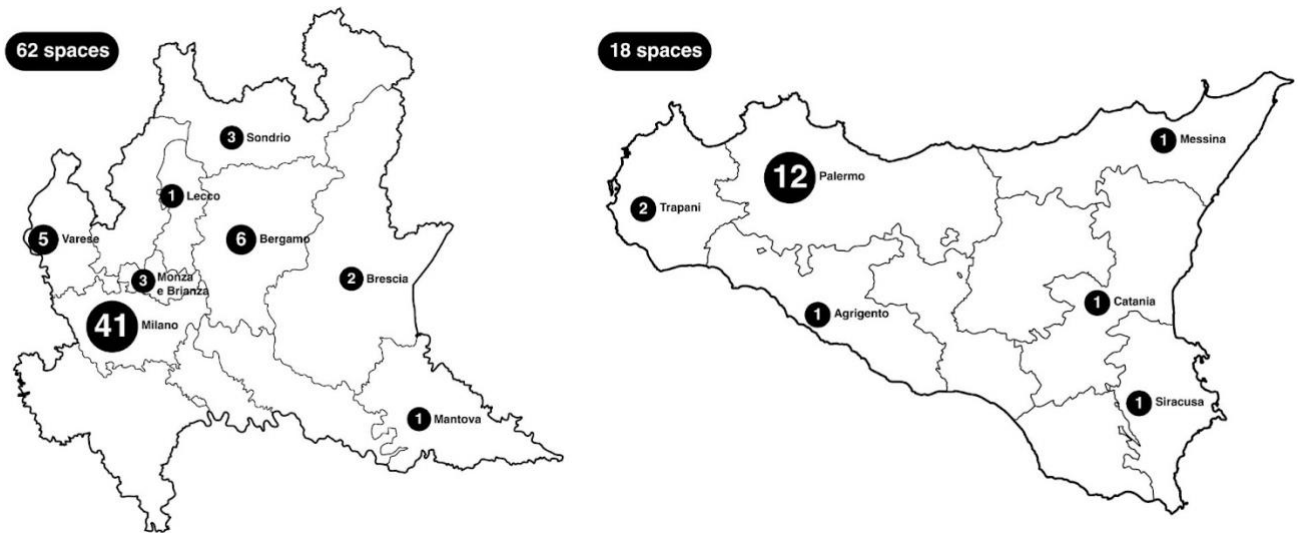 62 spaces
3 Sondrio
1 Lecco
5 Varese
6 Bergamo
3 Monza
e Brianza
2 Brescia
41 Milano
1 Mantova
18 spaces
1 Messina
12 Palermo
2 Trapani
1 Catania
1 Agrigento
1 Siracusa